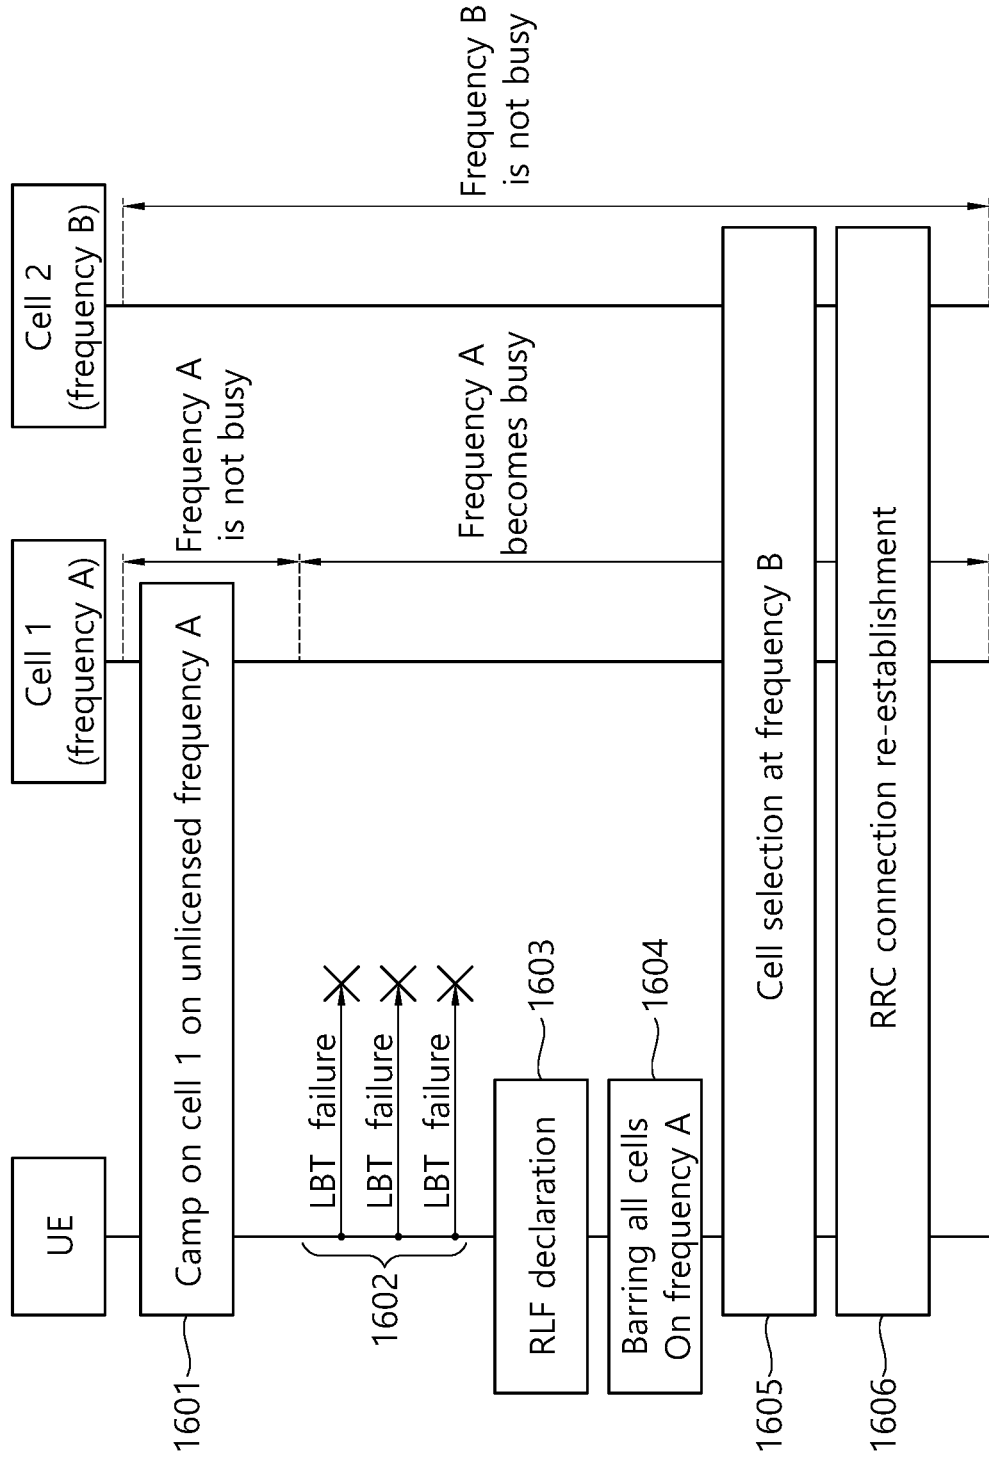 UE
Cell 1
(frequency A)
Cell 2
(frequency B)
1601
Camp on cell 1 on unlicensed frequency A
Frequency A
is not busy
1602
LBT failure
LBT failure
LBT failure
Frequency A
becomes busy
Frequency B
is not busy
RLF declaration
1603
Barring all cells
On frequency A
1604
1605
Cell selection at frequency B
1606
RRC connection re-establishment